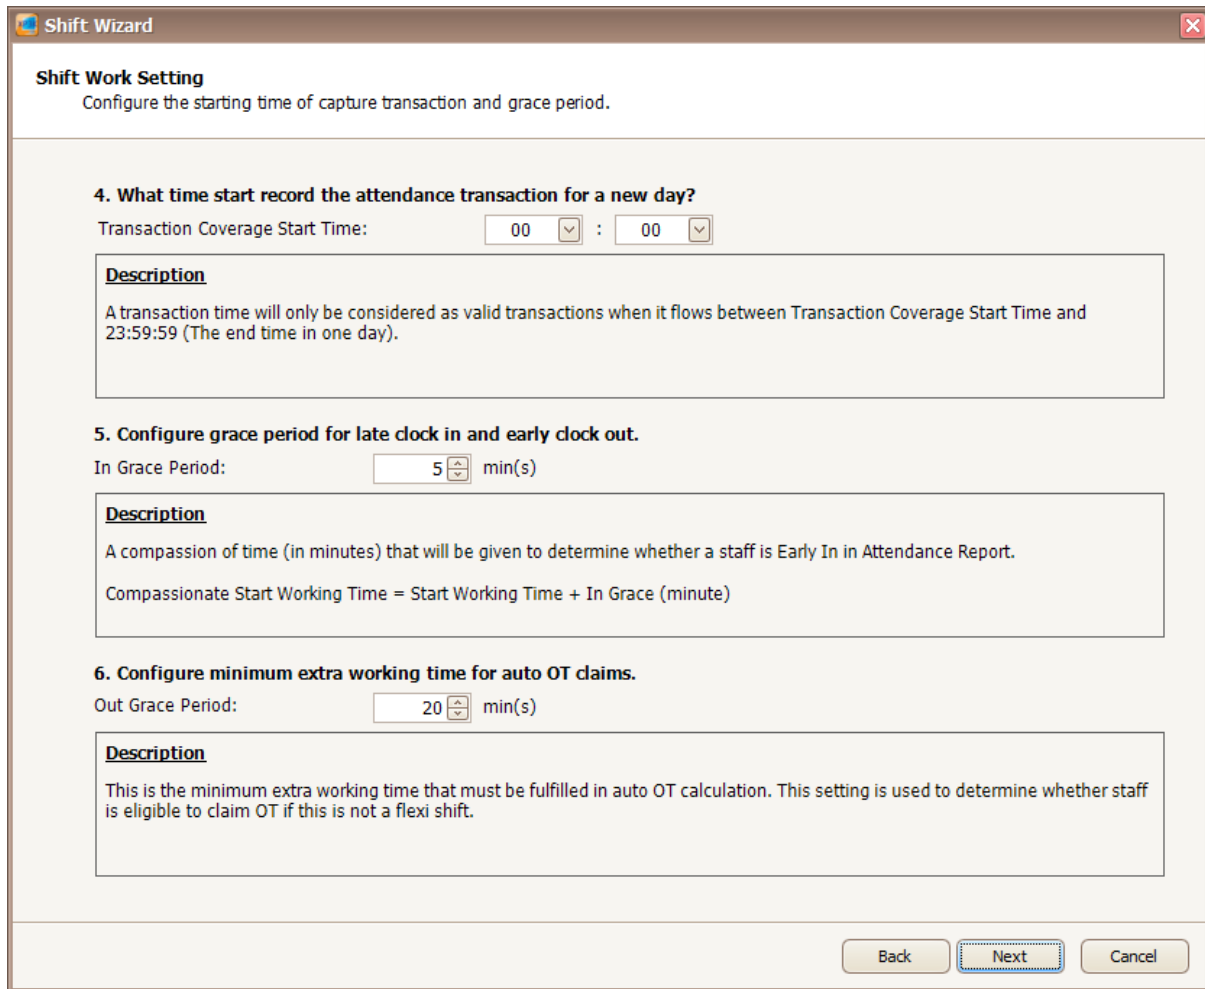 Shift Wizard
Shift Work Setting
Configure the starting time of capture transaction and grace period.
4. What time start record the attendance transaction for a new day?
Transaction Coverage Start Time: 00 : 00
Description
A transaction time will only be considered as valid transactions when it flows between Transaction Coverage Start Time and
23:59:59 (The end time in one day).
5. Configure grace period for late clock in and early clock out.
In Grace Period: 5 min(s)
Description
A compassion of time (in minutes) that will be given to determine whether a staff is Early In in Attendance Report.
Compassionate Start Working Time = Start Working Time + In Grace (minute)
6. Configure minimum extra working time for auto OT claims.
Out Grace Period: 20 min(s)
Description
This is the minimum extra working time that must be fulfilled in auto OT calculation. This setting is used to determine whether staff
is eligible to claim OT if this is not a flexi shift.
Back Next Cancel